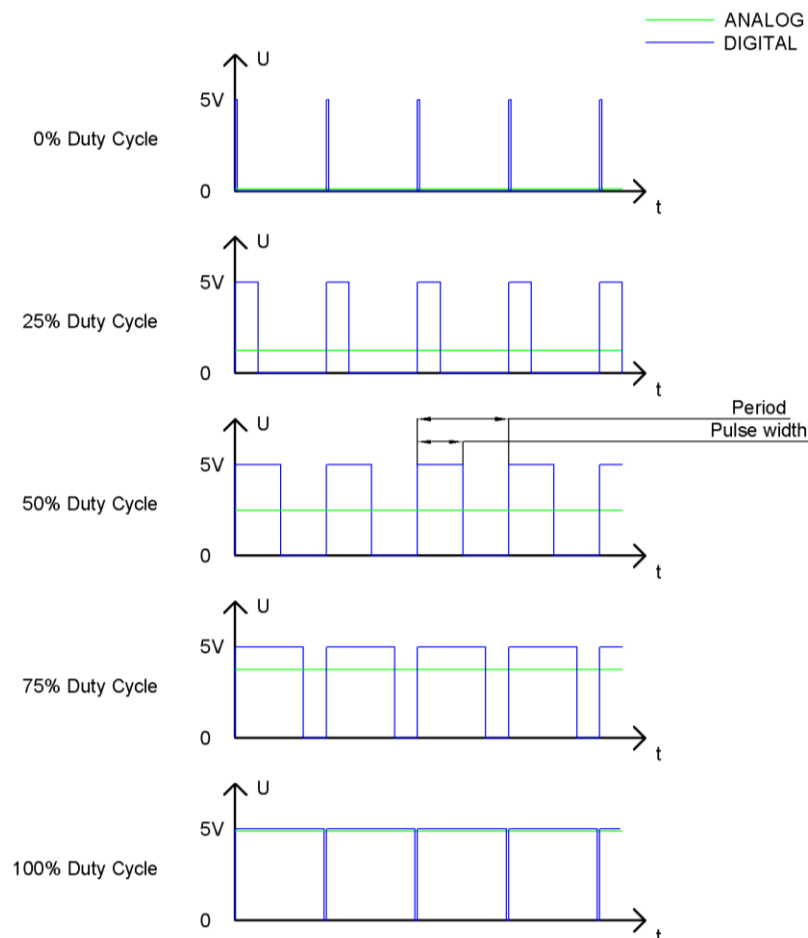 ANALOG
DIGITAL
U
5V
0% Duty Cycle
0
t
U
5V
25% Duty Cycle
0
t
Period
U
Pulse width
5V
50% Duty Cycle
0
t
U
5V
75% Duty Cycle
0
t
U
5V
100% Duty Cycle
0
t